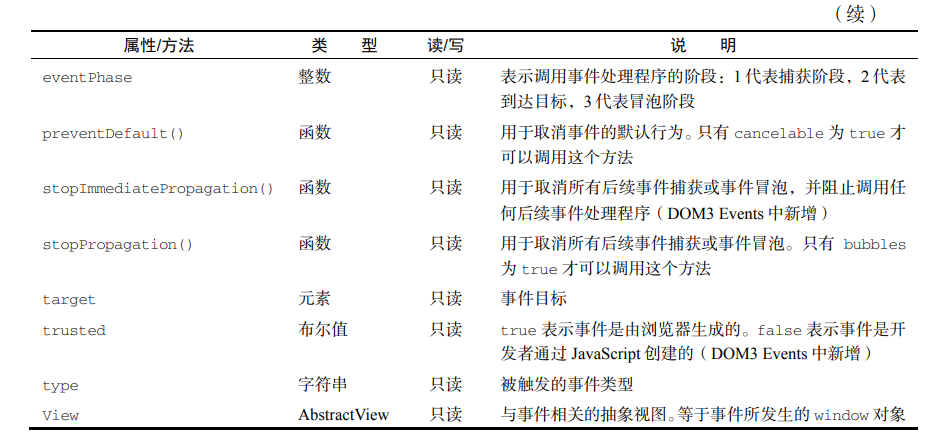 （续）
属性/方法 类 型 读/写 说 明
eventPhase 整数 只读 表示调用事件处理程序的阶段：1 代表捕获阶段，2 代表
到达目标，3 代表冒泡阶段
preventDefault() 函数 只读 用于取消事件的默认行为。只有 cancelable 为 true 才
可以调用这个方法
stopImmediatePropagation() 函数 只读 用于取消所有后续事件捕获或事件冒泡，并阻止调用任
何后续事件处理程序（DOM3 Events 中新增）
stopPropagation() 函数 只读 用于取消所有后续事件捕获或事件冒泡。只有 bubbles
为 true 才可以调用这个方法
target 元素 只读 事件目标
trusted 布尔值 只读 true 表示事件是由浏览器生成的。false 表示事件是开
发者通过 JavaScript 创建的（DOM3 Events 中新增）
type 字符串 只读 被触发的事件类型
View AbstractView 只读 与事件相关的抽象视图。等于事件所发生的 window 对象